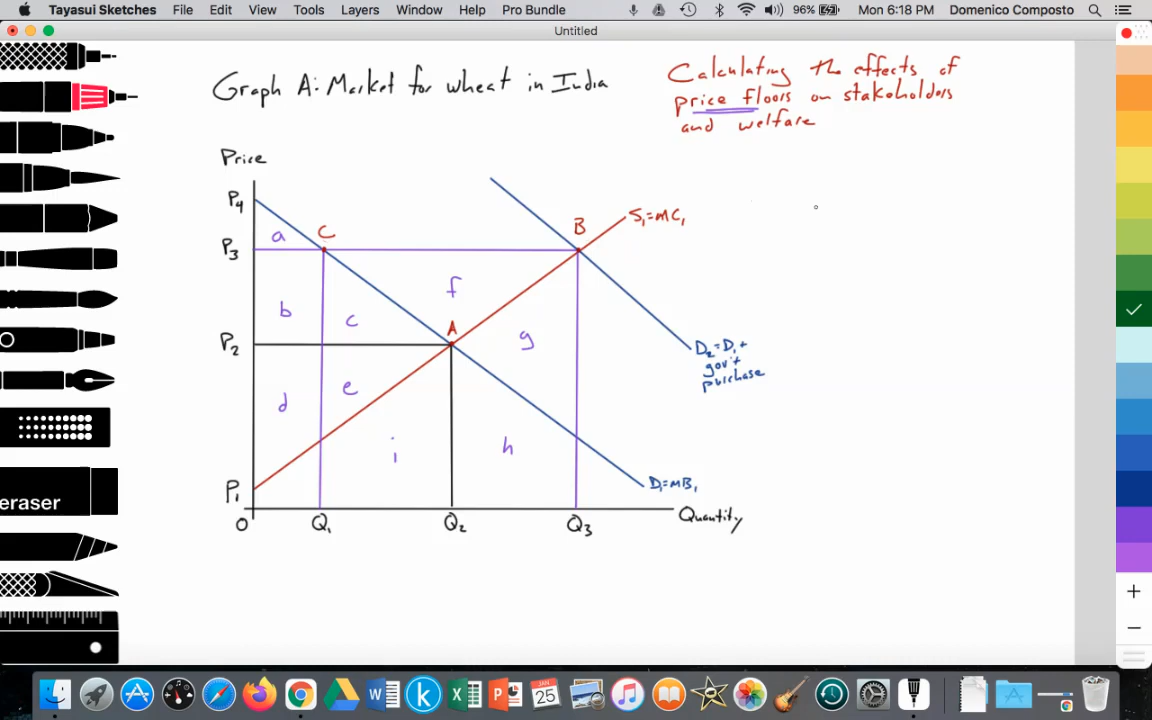 Tayasui Sketches File Edit View Tools Layers Window Help Pro Bundle 96% Mon 6:18 PM Domenico Composto
Untitled
Graph A: Market for wheat in India
Calculating the effects of
price floors on stakeholders
and welfare
Price
P4
C
B
S1=MC1
a
P3
f
b
c
A
g
P2
D2=D1+
gov't
purchase
e
d
i
h
P1
D1=MB1
0
Q1
Q2
Q3
Quantity
eraser
JAN
25